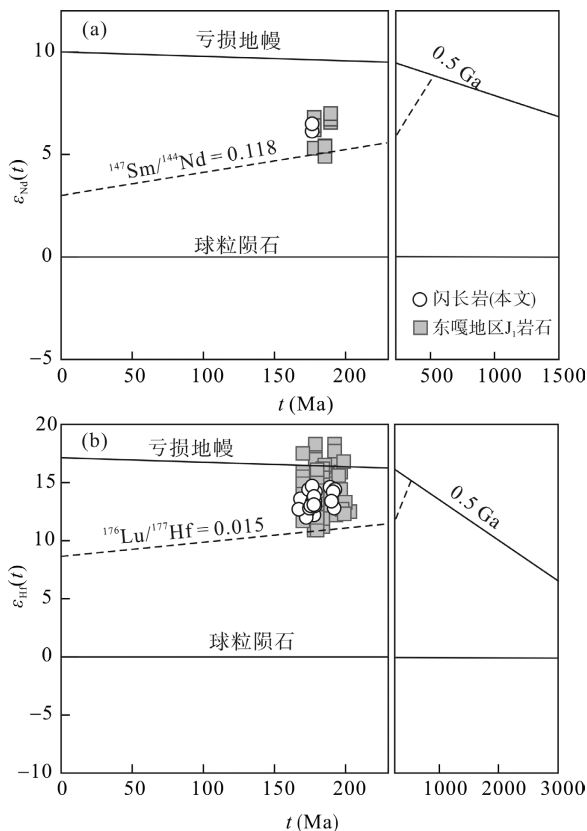 (a)
亏损地幔
0.5 Ga
¹⁴⁷Sm/¹⁴⁴Nd = 0.118
球粒陨石
闪长岩(本文)
东嘎地区J₁岩石
εNd(t)
10
5
0
−5
0 50 100 150 200
500 1000 1500
t (Ma)
(b)
亏损地幔
0.5 Ga
¹⁷⁶Lu/¹⁷⁷Hf = 0.015
球粒陨石
εHf(t)
20
15
10
5
0
−5
−10
0 50 100 150 200
1000 2000 3000
t (Ma)